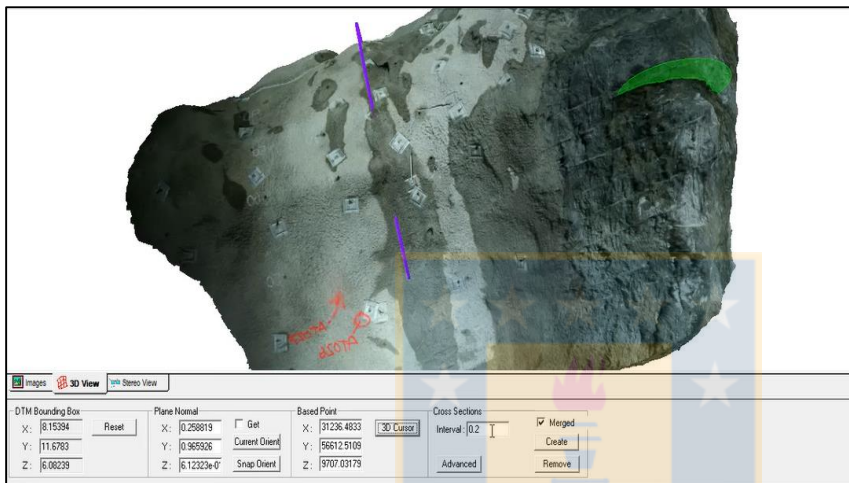 Images 3D View Stereo View
DTM Bounding Box Plane Normal Based Point Cross Sections
X: 8.15394 Reset X: 0.258819 Get X: 31236.4833 3D Cursor Interval: 0.2 Merged
Y: 11.6783 Y: 0.965926 Current Orient Y: 56612.5109 Create
Z: 6.08239 Z: 6.12323e-0 Snap Orient Z: 9707.03179 Advanced Remove